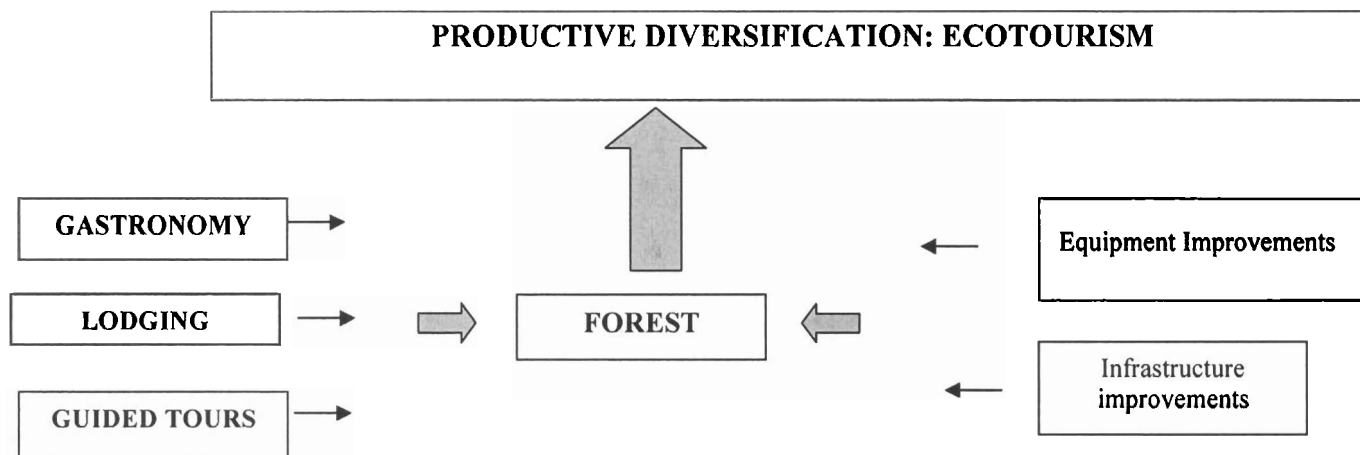 PRODUCTIVE DIVERSIFICATION: ECOTOURISM
GASTRONOMY
LODGING
GUIDED TOURS
FOREST
Equipment Improvements
Infrastructure
improvements